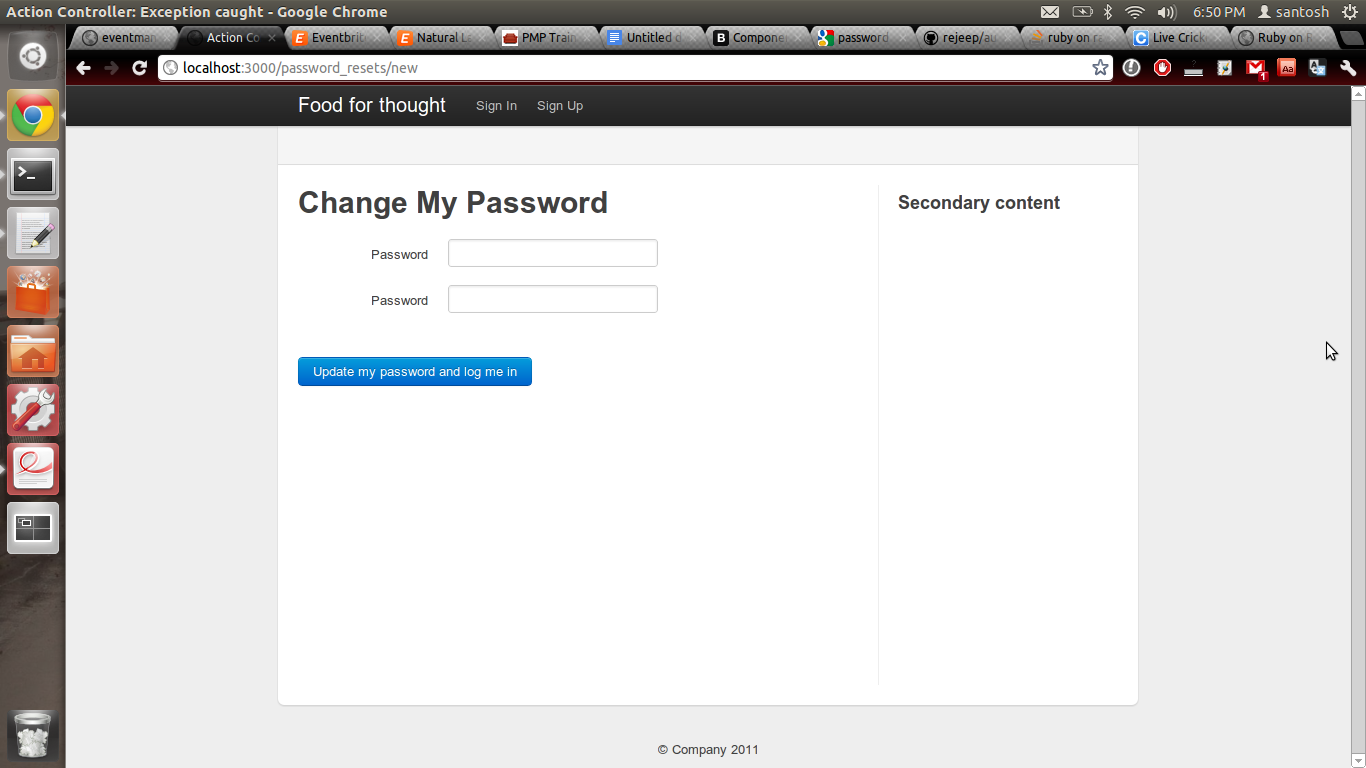 Action Controller: Exception caught - Google Chrome
6:50 PM santosh
eventman Action Co Eventbrit Natural La PMP Train Untitled d Compone password rejeep/au ruby on ra Live Crick Ruby on R
localhost:3000/password_resets/new
Food for thought Sign In Sign Up
Change My Password
Secondary content
Password
Password
Update my password and log me in
© Company 2011